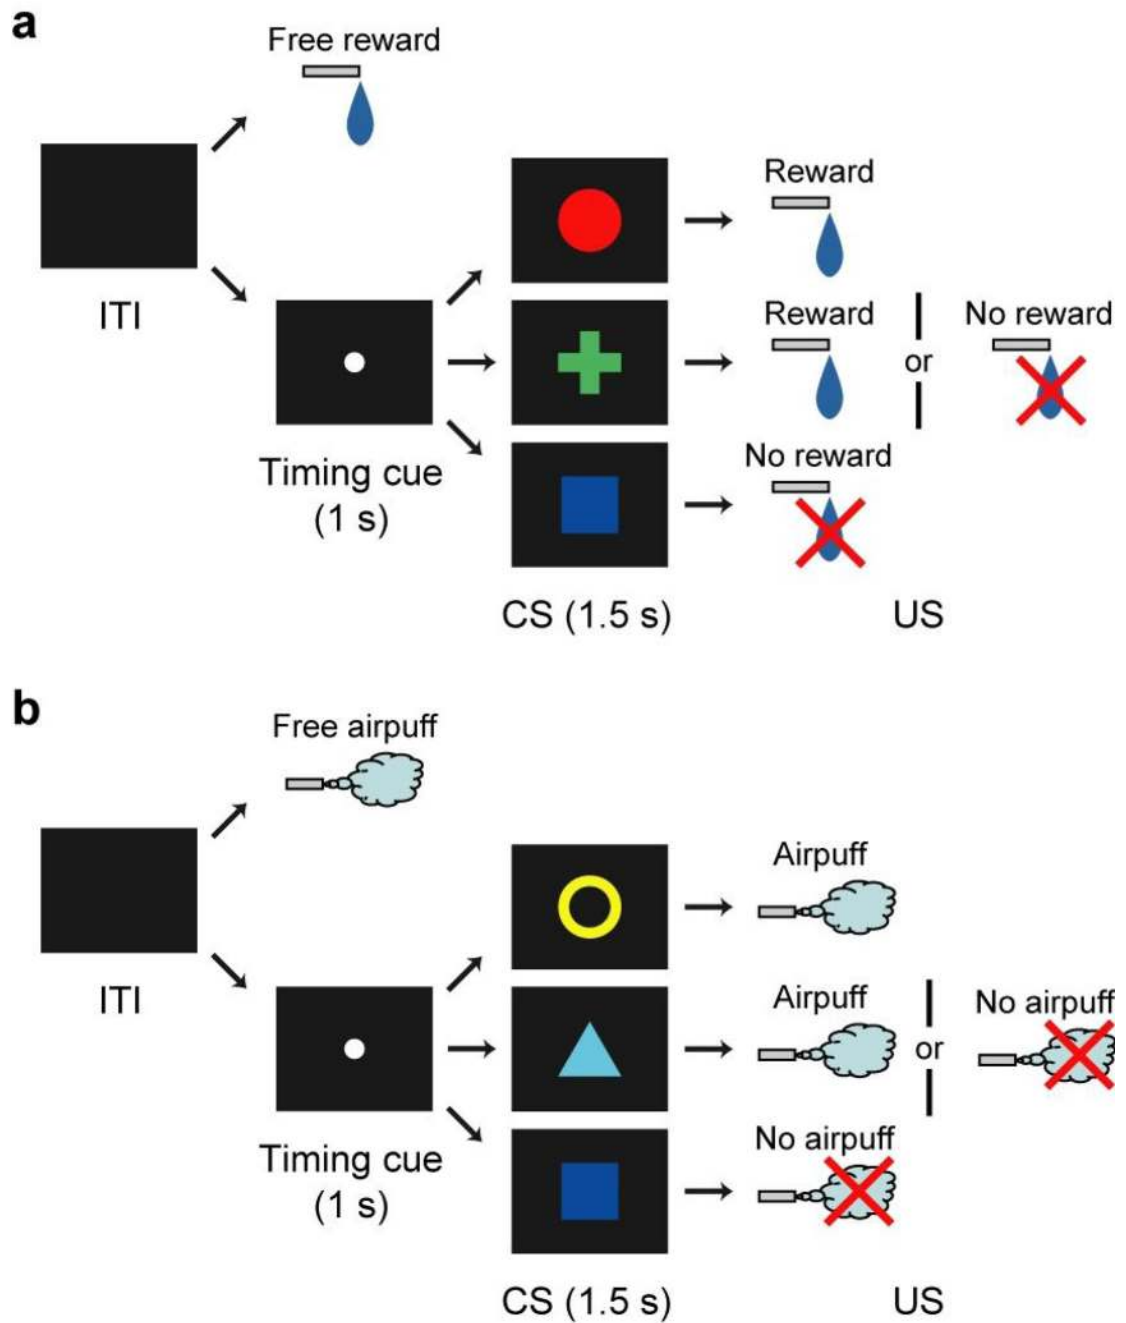 a
Free reward
ITI
Timing cue
(1 s)
Reward
Reward
or
No reward
No reward
CS (1.5 s)
US
b
Free airpuff
ITI
Timing cue
(1 s)
Airpuff
Airpuff
or
No airpuff
No airpuff
CS (1.5 s)
US